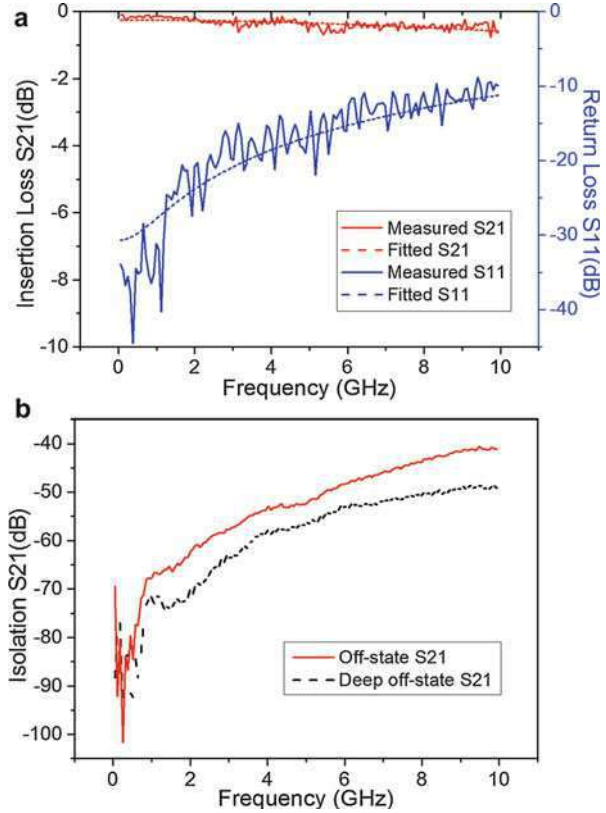 a
0
-2
-4
-6
-8
-10
Insertion Loss S21(dB)
0
-10
-20
-30
-40
Return Loss S11(dB)
Measured S21
Fitted S21
Measured S11
Fitted S11
0 2 4 6 8 10
Frequency (GHz)
b
-40
-50
-60
-70
-80
-90
-100
Isolation S21(dB)
Off-state S21
Deep off-state S21
0 2 4 6 8 10
Frequency (GHz)